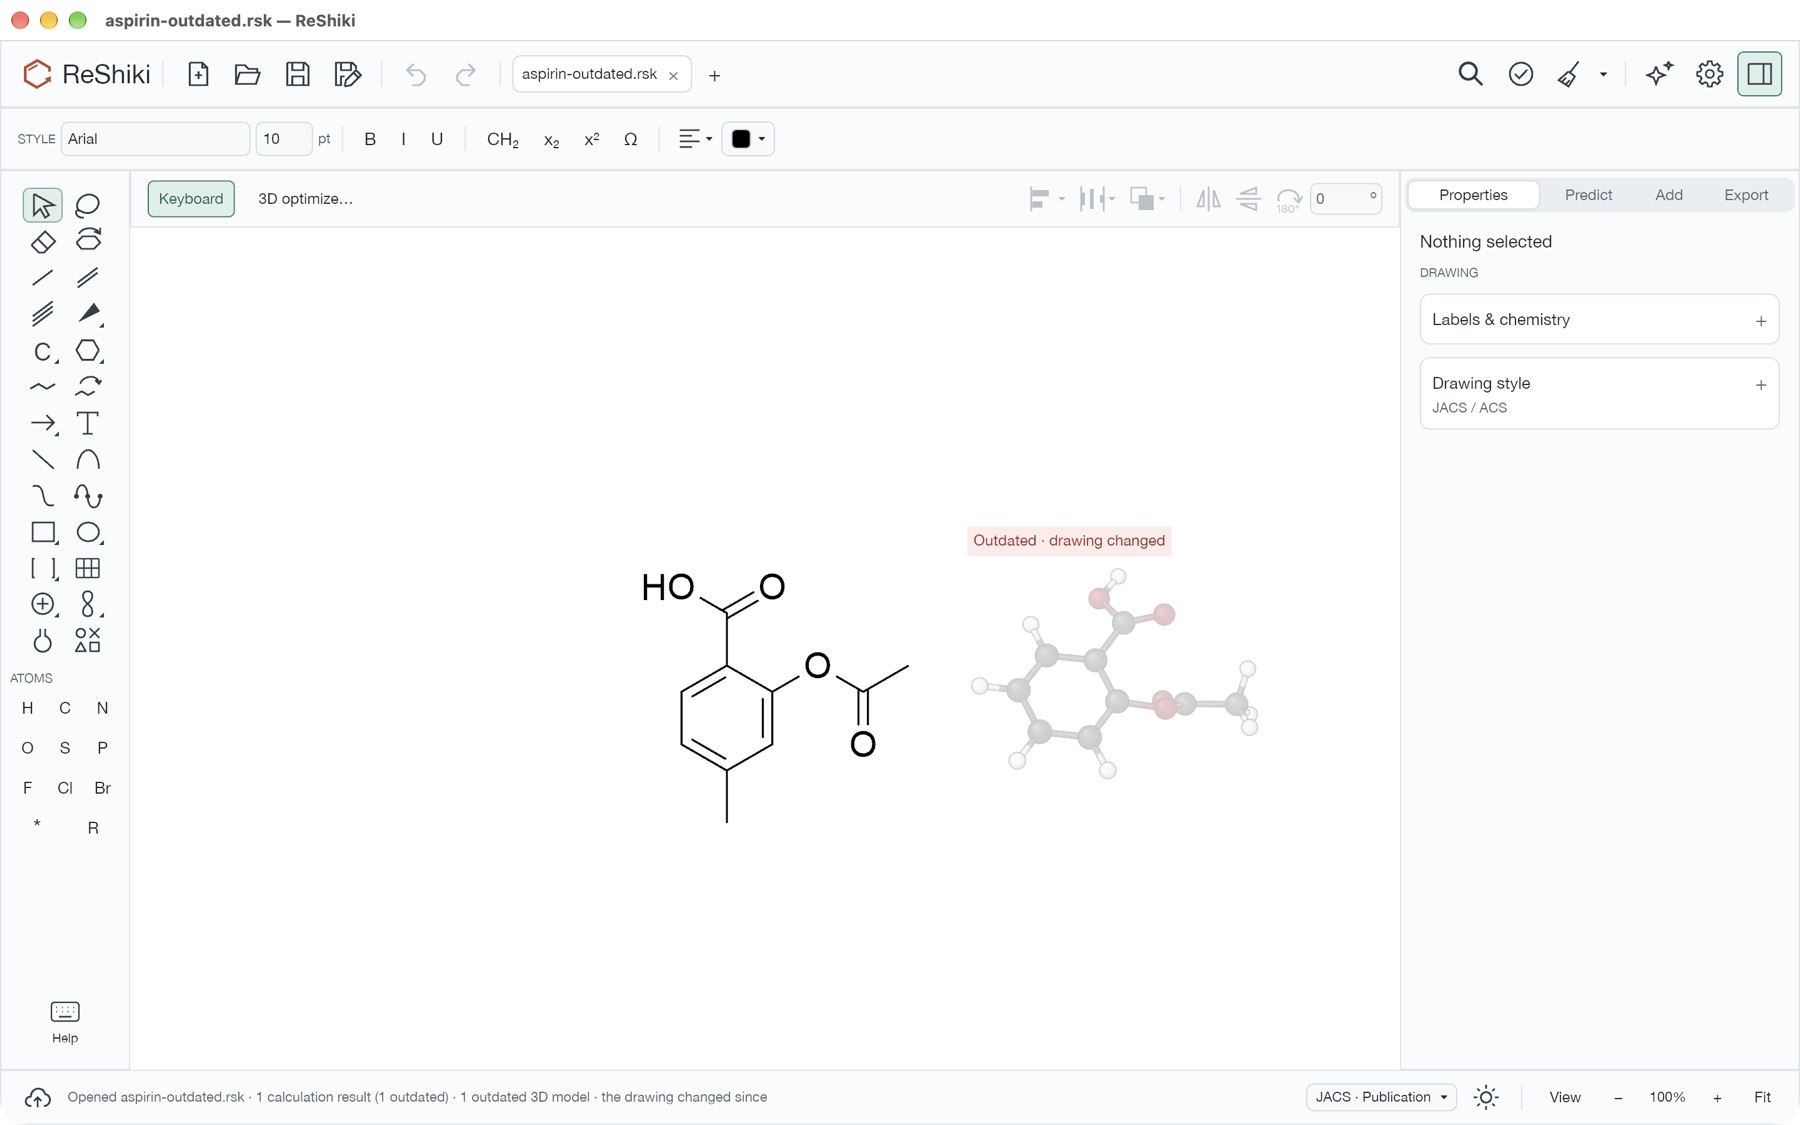 aspirin-outdated.rsk — ReShiki
ReShiki
aspirin-outdated.rsk × +
STYLE Arial 10 pt B I U CH₂ x₂ x² Ω
Keyboard 3D optimize...
180° 0 °
Properties Predict Add Export
Nothing selected
DRAWING
Labels & chemistry +
Drawing style +
JACS / ACS
C
T
Outdated · drawing changed
HO O
O
O
ATOMS
H C N
O S P
F Cl Br
* R
Help
Opened aspirin-outdated.rsk · 1 calculation result (1 outdated) · 1 outdated 3D model · the drawing changed since
JACS · Publication View − 100% + Fit